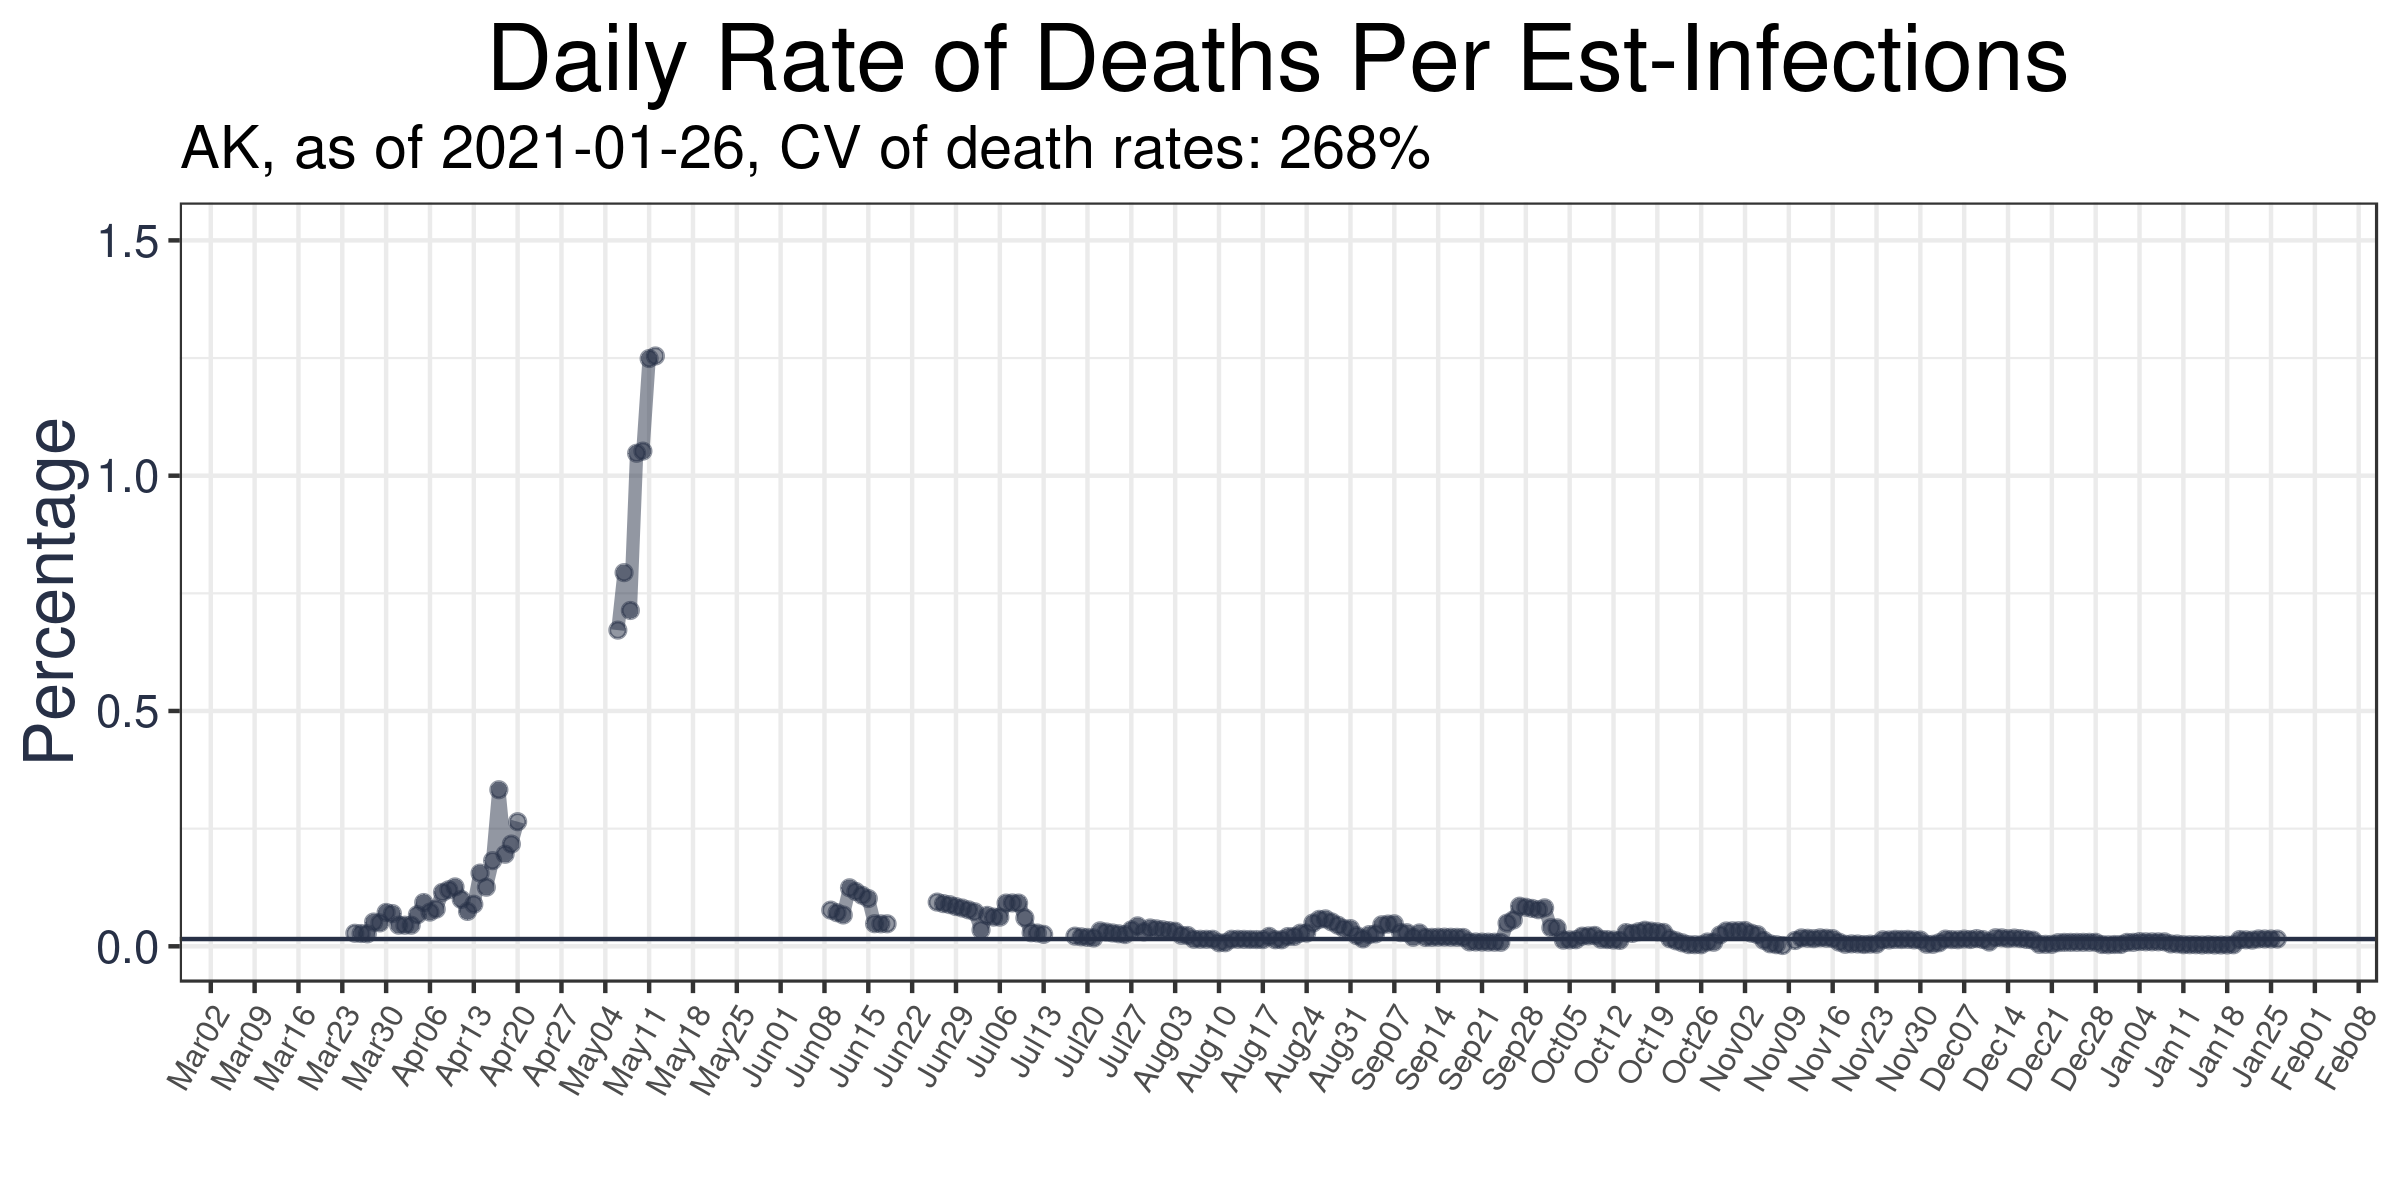 Daily Rate of Deaths Per Est-Infections
AK, as of 2021-01-26, CV of death rates: 268%
Percentage
1.5
1.0
0.5
0.0
Mar02
Mar09
Mar16
Mar23
Mar30
Apr06
Apr13
Apr20
Apr27
May04
May11
May18
May25
Jun01
Jun08
Jun15
Jun22
Jun29
Jul06
Jul13
Jul20
Jul27
Aug03
Aug10
Aug17
Aug24
Aug31
Sep07
Sep14
Sep21
Sep28
Oct05
Oct12
Oct19
Oct26
Nov02
Nov09
Nov16
Nov23
Nov30
Dec07
Dec14
Dec21
Dec28
Jan04
Jan11
Jan18
Jan25
Feb01
Feb08